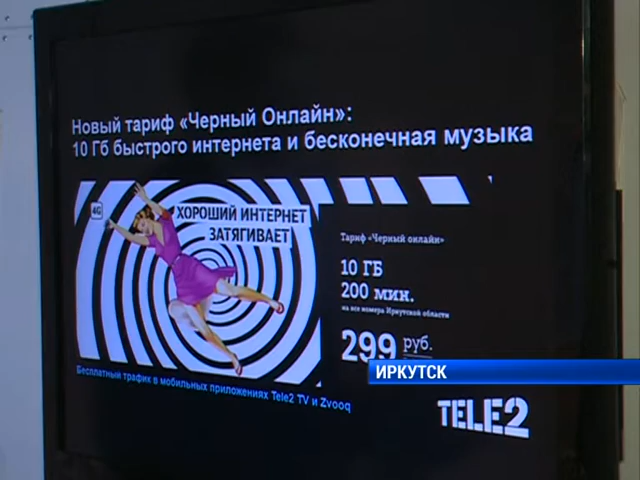 Новый тариф «Черный Онлайн»:
10 Гб быстрого интернета и бесконечная музыка
4G
ХОРОШИЙ ИНТЕРНЕТ
ЗАТЯГИВАЕТ
Тариф «Черный онлайн»
10 ГБ
200 мин.
на все номера Иркутской области
299 руб.
Бесплатный трафик в мобильных приложениях Tele2 TV и Zvooq
ИРКУТСК
TELE2